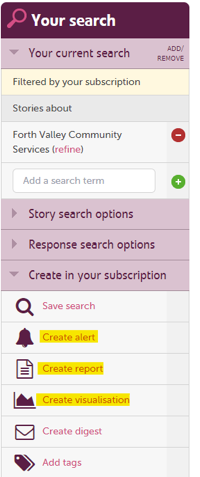 Your search
Your current search
ADD/
REMOVE
Filtered by your subscription
Stories about
Forth Valley Community
Services (refine)
Add a search term
Story search options
Response search options
Create in your subscription
Save search
Create alert
Create report
Create visualisation
Create digest
Add tags